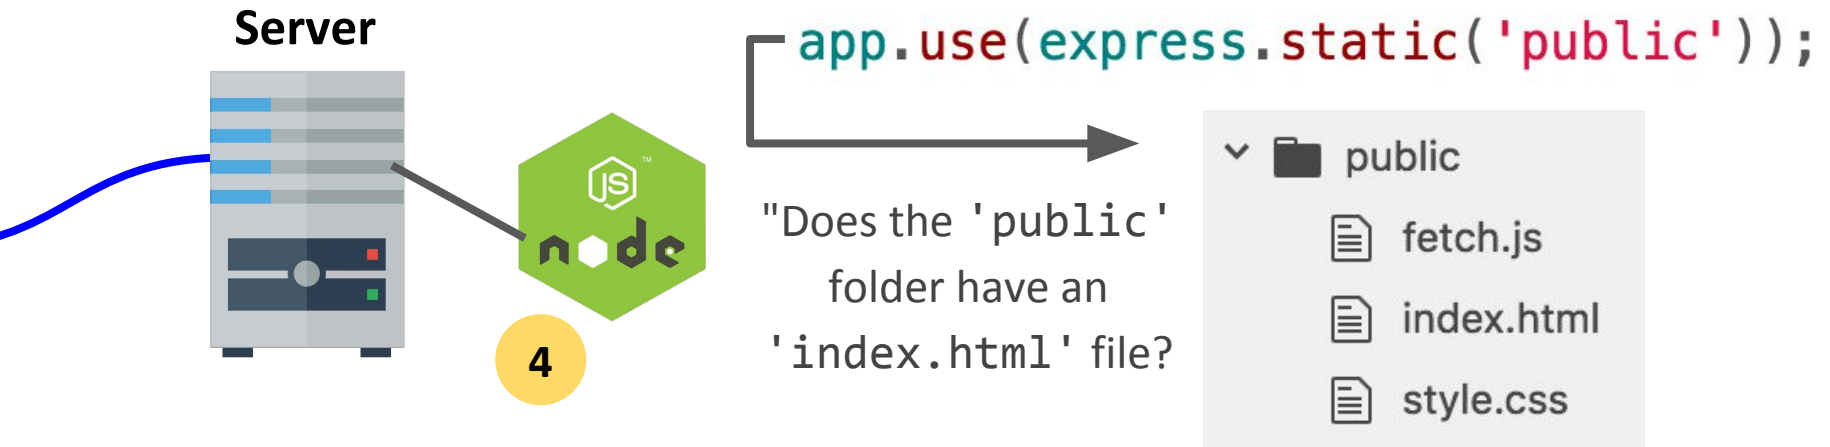 Server
app.use(express.static('public'));
JS
TM
node
4
"Does the 'public'
folder have an
'index.html' file?
public
fetch.js
index.html
style.css